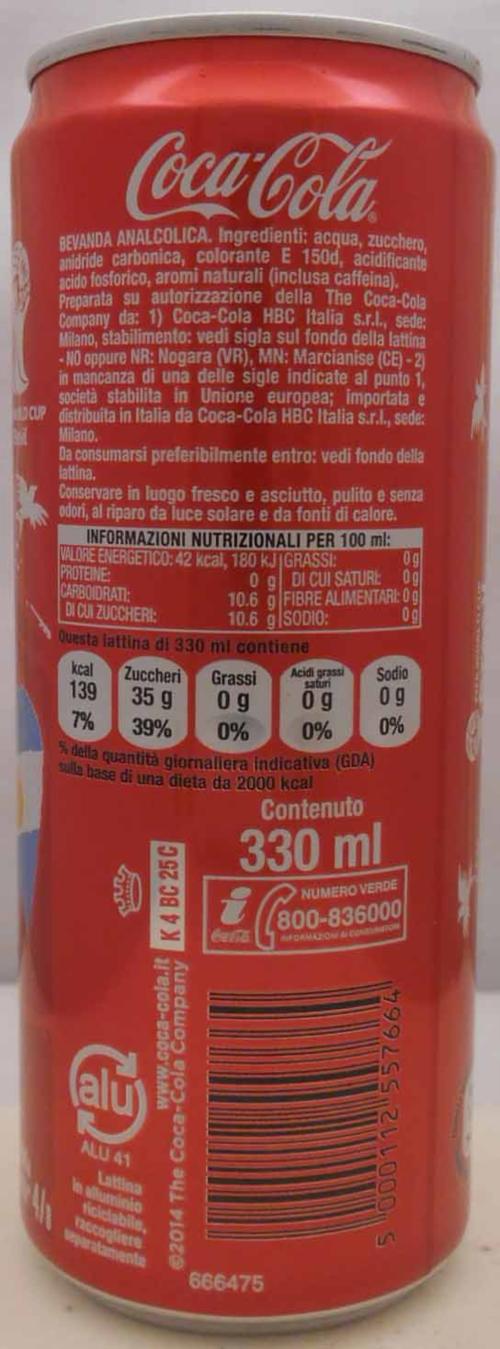 Coca-Cola
BEVANDA ANALCOLICA. Ingredienti: acqua, zucchero,
anidride carbonica, colorante E 150d, acidificante
acido fosforico, aromi naturali (inclusa caffeina).
Preparata su autorizzazione della The Coca-Cola
Company da: 1) Coca-Cola HBC Italia s.r.l., sede:
Milano, stabilimento: vedi sigla sul fondo della lattina
- NO oppure NR: Nogara (VR), MN: Marcianise (CE) - 2)
in mancanza di una delle sigle indicate al punto 1,
società stabilita in Unione europea; importata e
distribuita in Italia da Coca-Cola HBC Italia s.r.l., sede:
Milano.
Da consumarsi preferibilmente entro: vedi fondo della
lattina.
Conservare in luogo fresco e asciutto, pulito e senza
odori, al riparo da luce solare e da fonti di calore.
INFORMAZIONI NUTRIZIONALI PER 100 ml:
VALORE ENERGETICO: 42 kcal, 180 kJ GRASSI: 0 g
PROTEINE: 0 g DI CUI SATURI: 0 g
CARBOIDRATI: 10.6 g FIBRE ALIMENTARI: 0 g
DI CUI ZUCCHERI: 10.6 g SODIO: 0 g
Questa lattina di 330 ml contiene
kcal 139 7%
Zuccheri 35 g 39%
Grassi 0 g 0%
Acidi grassi saturi 0 g 0%
Sodio 0 g 0%
% della quantità giornaliera indicativa (GDA)
sulla base di una dieta da 2000 kcal
Contenuto
330 ml
K 4 BC 25 C
i Coca-Cola
NUMERO VERDE
800-836000
INFORMAZIONI AI CONSUMATORI
www.coca-cola.it
©2014 The Coca-Cola Company
alu
ALU 41
Lattina
in alluminio
riciclabile,
raccogliere
separatamente
5 000112 557664
666475
CUP
4/8